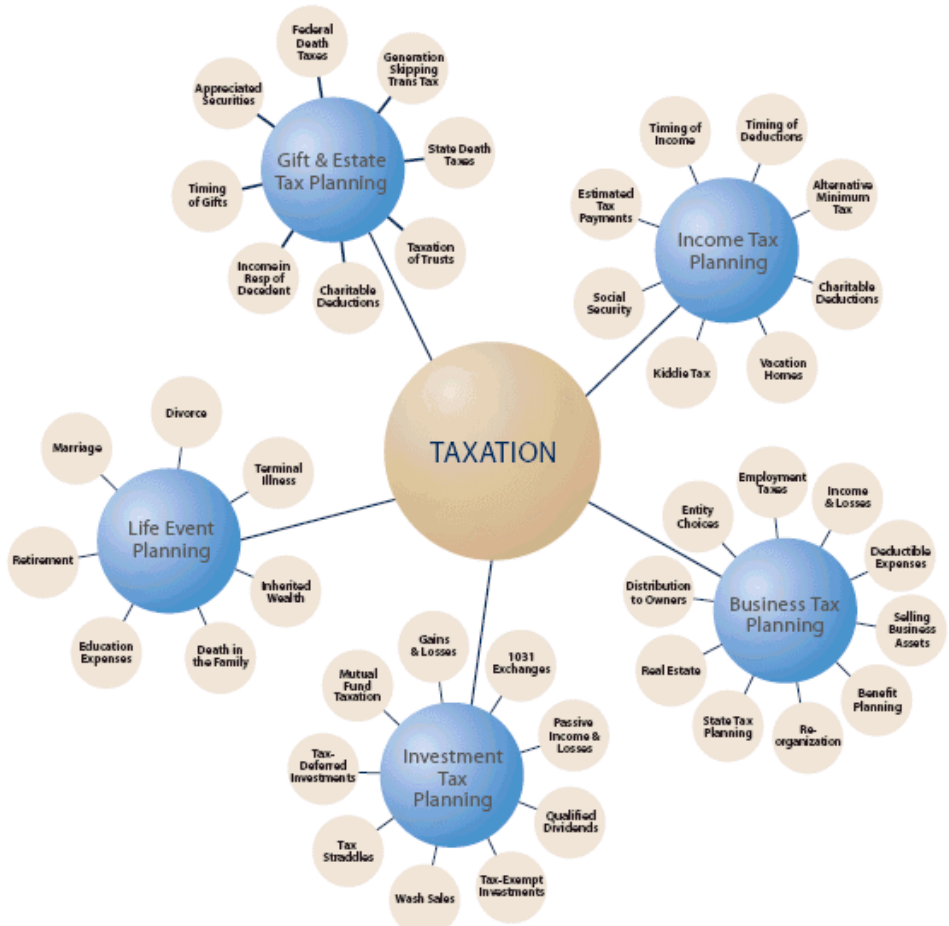 Federal
Death
Taxes
Generation
Skipping
Trans Tax
Appreciated
Securities
State Death
Taxes
Gift & Estate
Tax Planning
Timing
of Gifts
Taxation
of Trusts
Income in
Resp of
Decedent
Charitable
Deductions
Timing of
Income
Timing of
Deductions
Estimated
Tax
Payments
Alternative
Minimum
Tax
Income Tax
Planning
Social
Security
Charitable
Deductions
Kiddie Tax
Vacation
Homes
TAXATION
Divorce
Marriage
Terminal
Illness
Life Event
Planning
Retirement
Inherited
Wealth
Education
Expenses
Death in
the Family
Employment
Taxes
Income
& Losses
Entity
Choices
Deductible
Expenses
Distribution
to Owners
Business Tax
Planning
Selling
Business
Assets
Real Estate
Benefit
Planning
State Tax
Planning
Re-
organization
Gains
& Losses
1031
Exchanges
Mutual
Fund
Taxation
Passive
Income &
Losses
Tax-
Deferred
Investments
Investment
Tax
Planning
Qualified
Dividends
Tax
Straddles
Tax-Exempt
Investments
Wash Sales